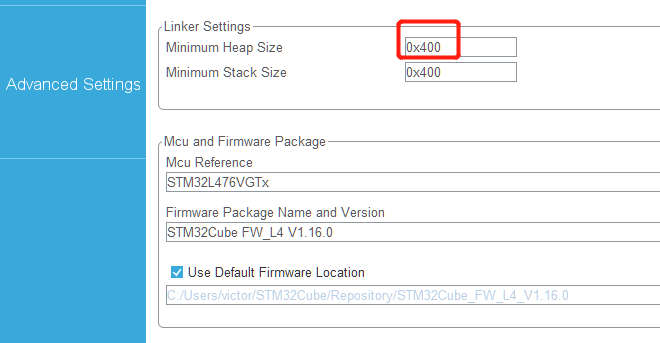 Linker Settings
Minimum Heap Size 0x400
Minimum Stack Size 0x400
Advanced Settings
Mcu and Firmware Package
Mcu Reference
STM32L476VGTx
Firmware Package Name and Version
STM32Cube FW_L4 V1.16.0
Use Default Firmware Location
C:/Users/victor/STM32Cube/Repository/STM32Cube_FW_L4_V1.16.0